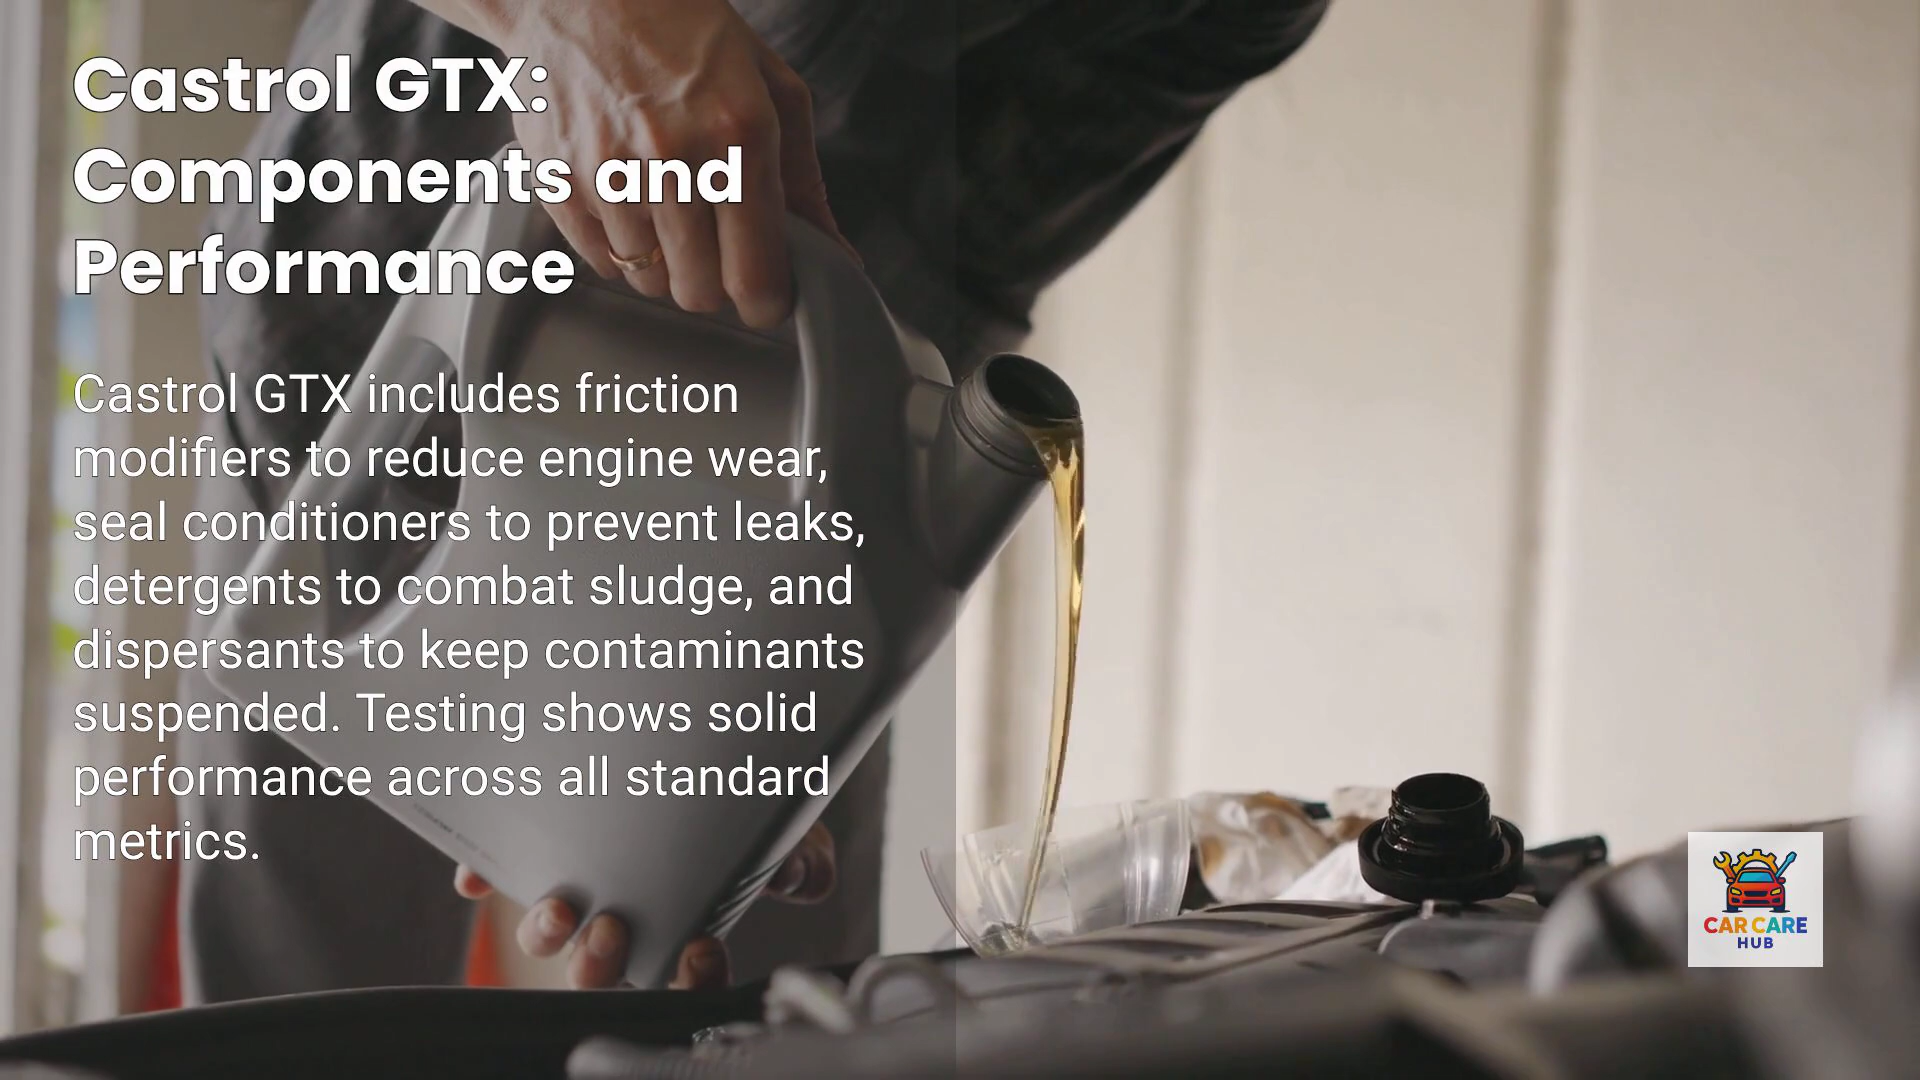 Castrol GTX:
Components and
Performance
Castrol GTX includes friction
modifiers to reduce engine wear,
seal conditioners to prevent leaks,
detergents to combat sludge, and
dispersants to keep contaminants
suspended. Testing shows solid
performance across all standard
metrics.
CAR CARE
HUB